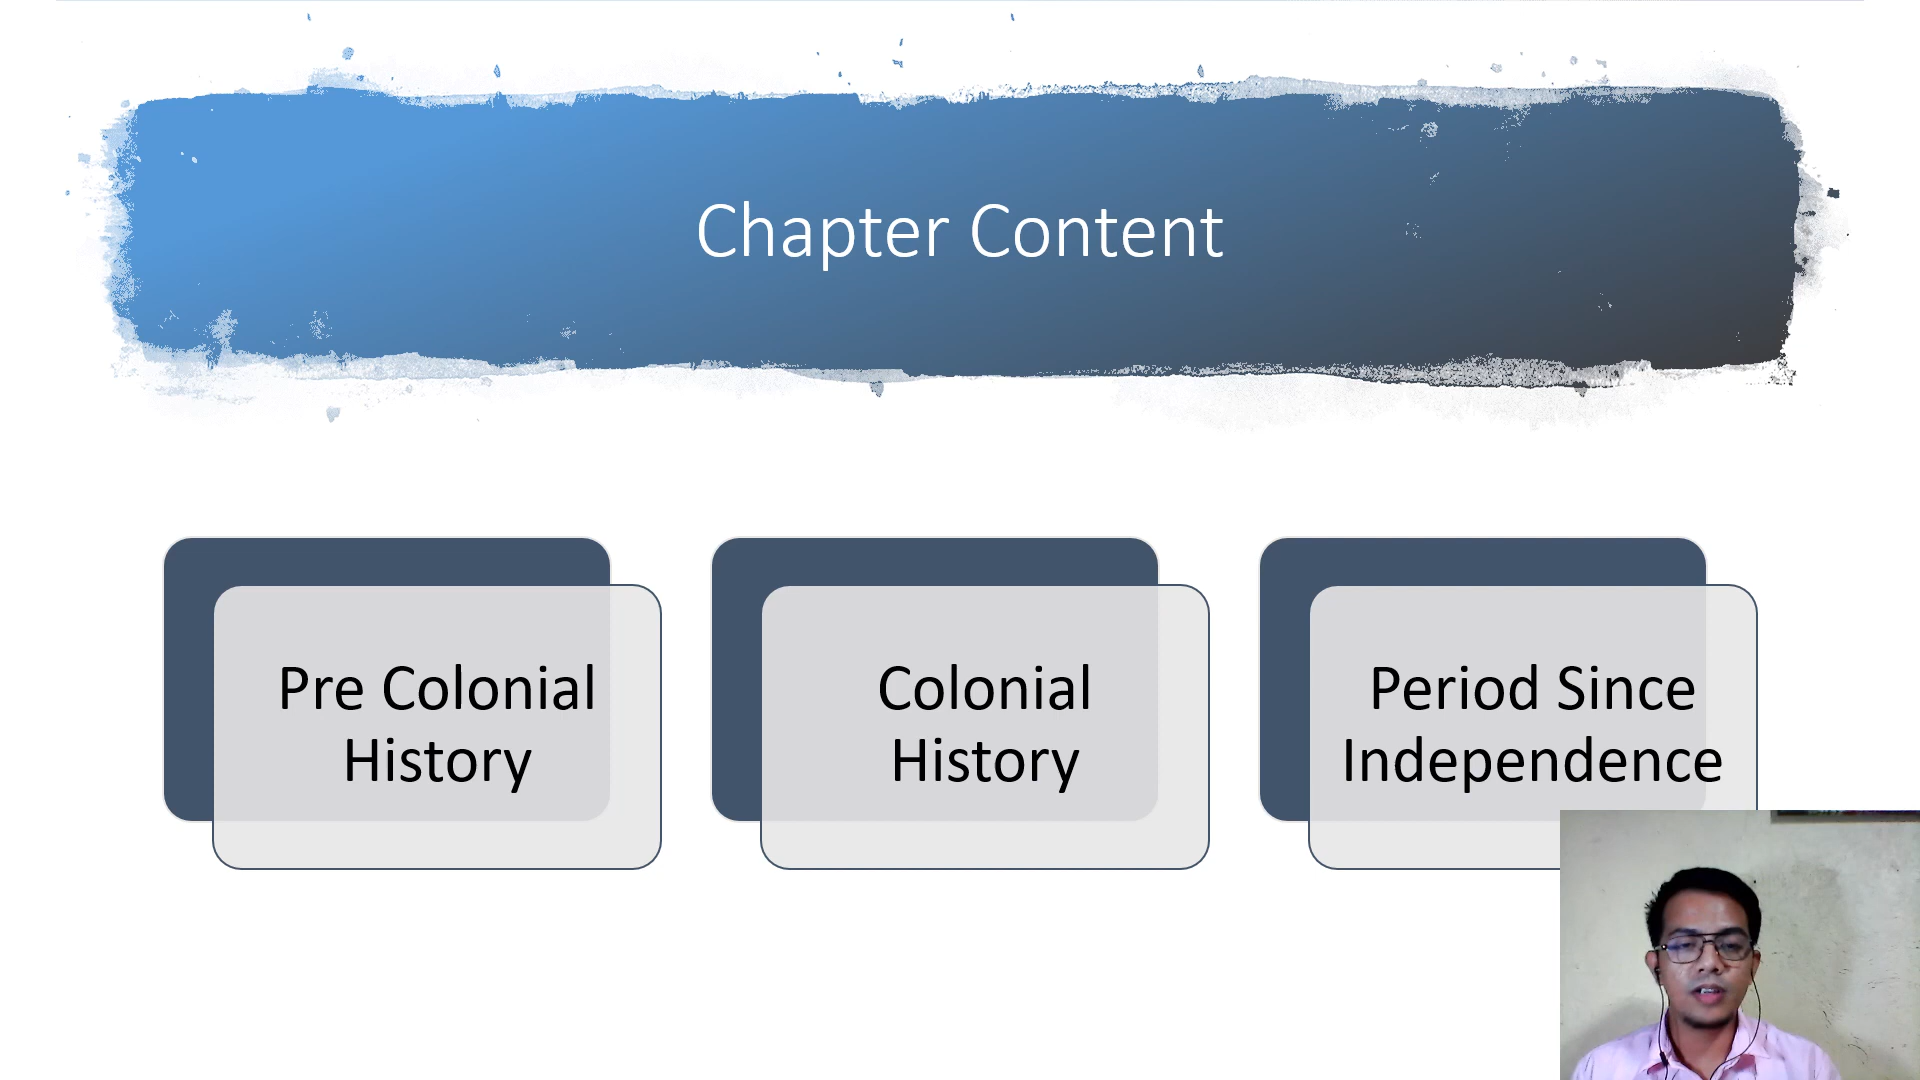 Chapter Content
Pre Colonial
History
Colonial
History
Period Since
Independence